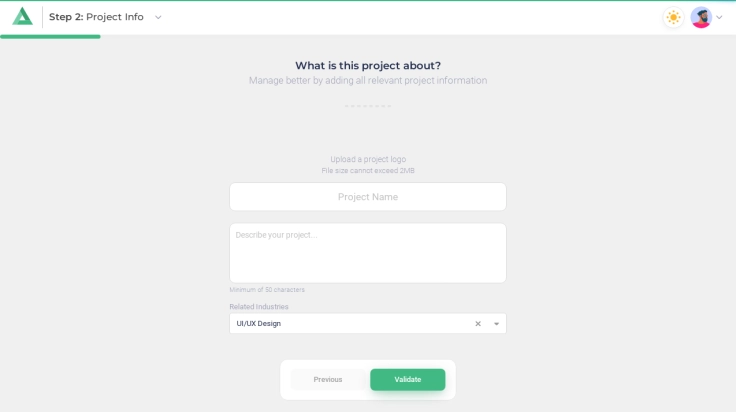 Step 2: Project Info
What is this project about?
Manage better by adding all relevant project information
Upload a project logo
File size cannot exceed 2MB
Project Name
Describe your project...
Minimum of 50 characters
Related Industries
UI/UX Design
Previous
Validate